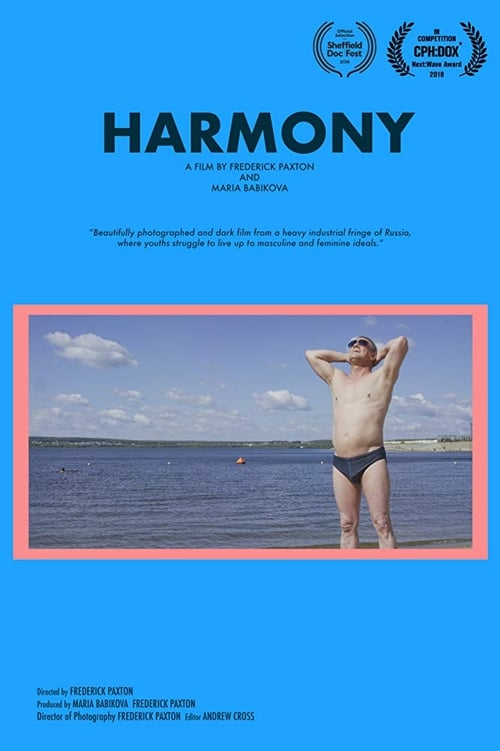 Official
Selection
Sheffield
Doc Fest
IN
COMPETITION
CPH:DOX
Next:Wave Award
2018
HARMONY
A FILM BY FREDERICK PAXTON
AND
MARIA BABIKOVA
"Beautifully photographed and dark film from a heavy industrial fringe of Russia,
where youths struggle to live up to masculine and feminine ideals."
Directed by FREDERICK PAXTON
Produced by MARIA BABIKOVA FREDERICK PAXTON
Director of Photography FREDERICK PAXTON Editor ANDREW CROSS